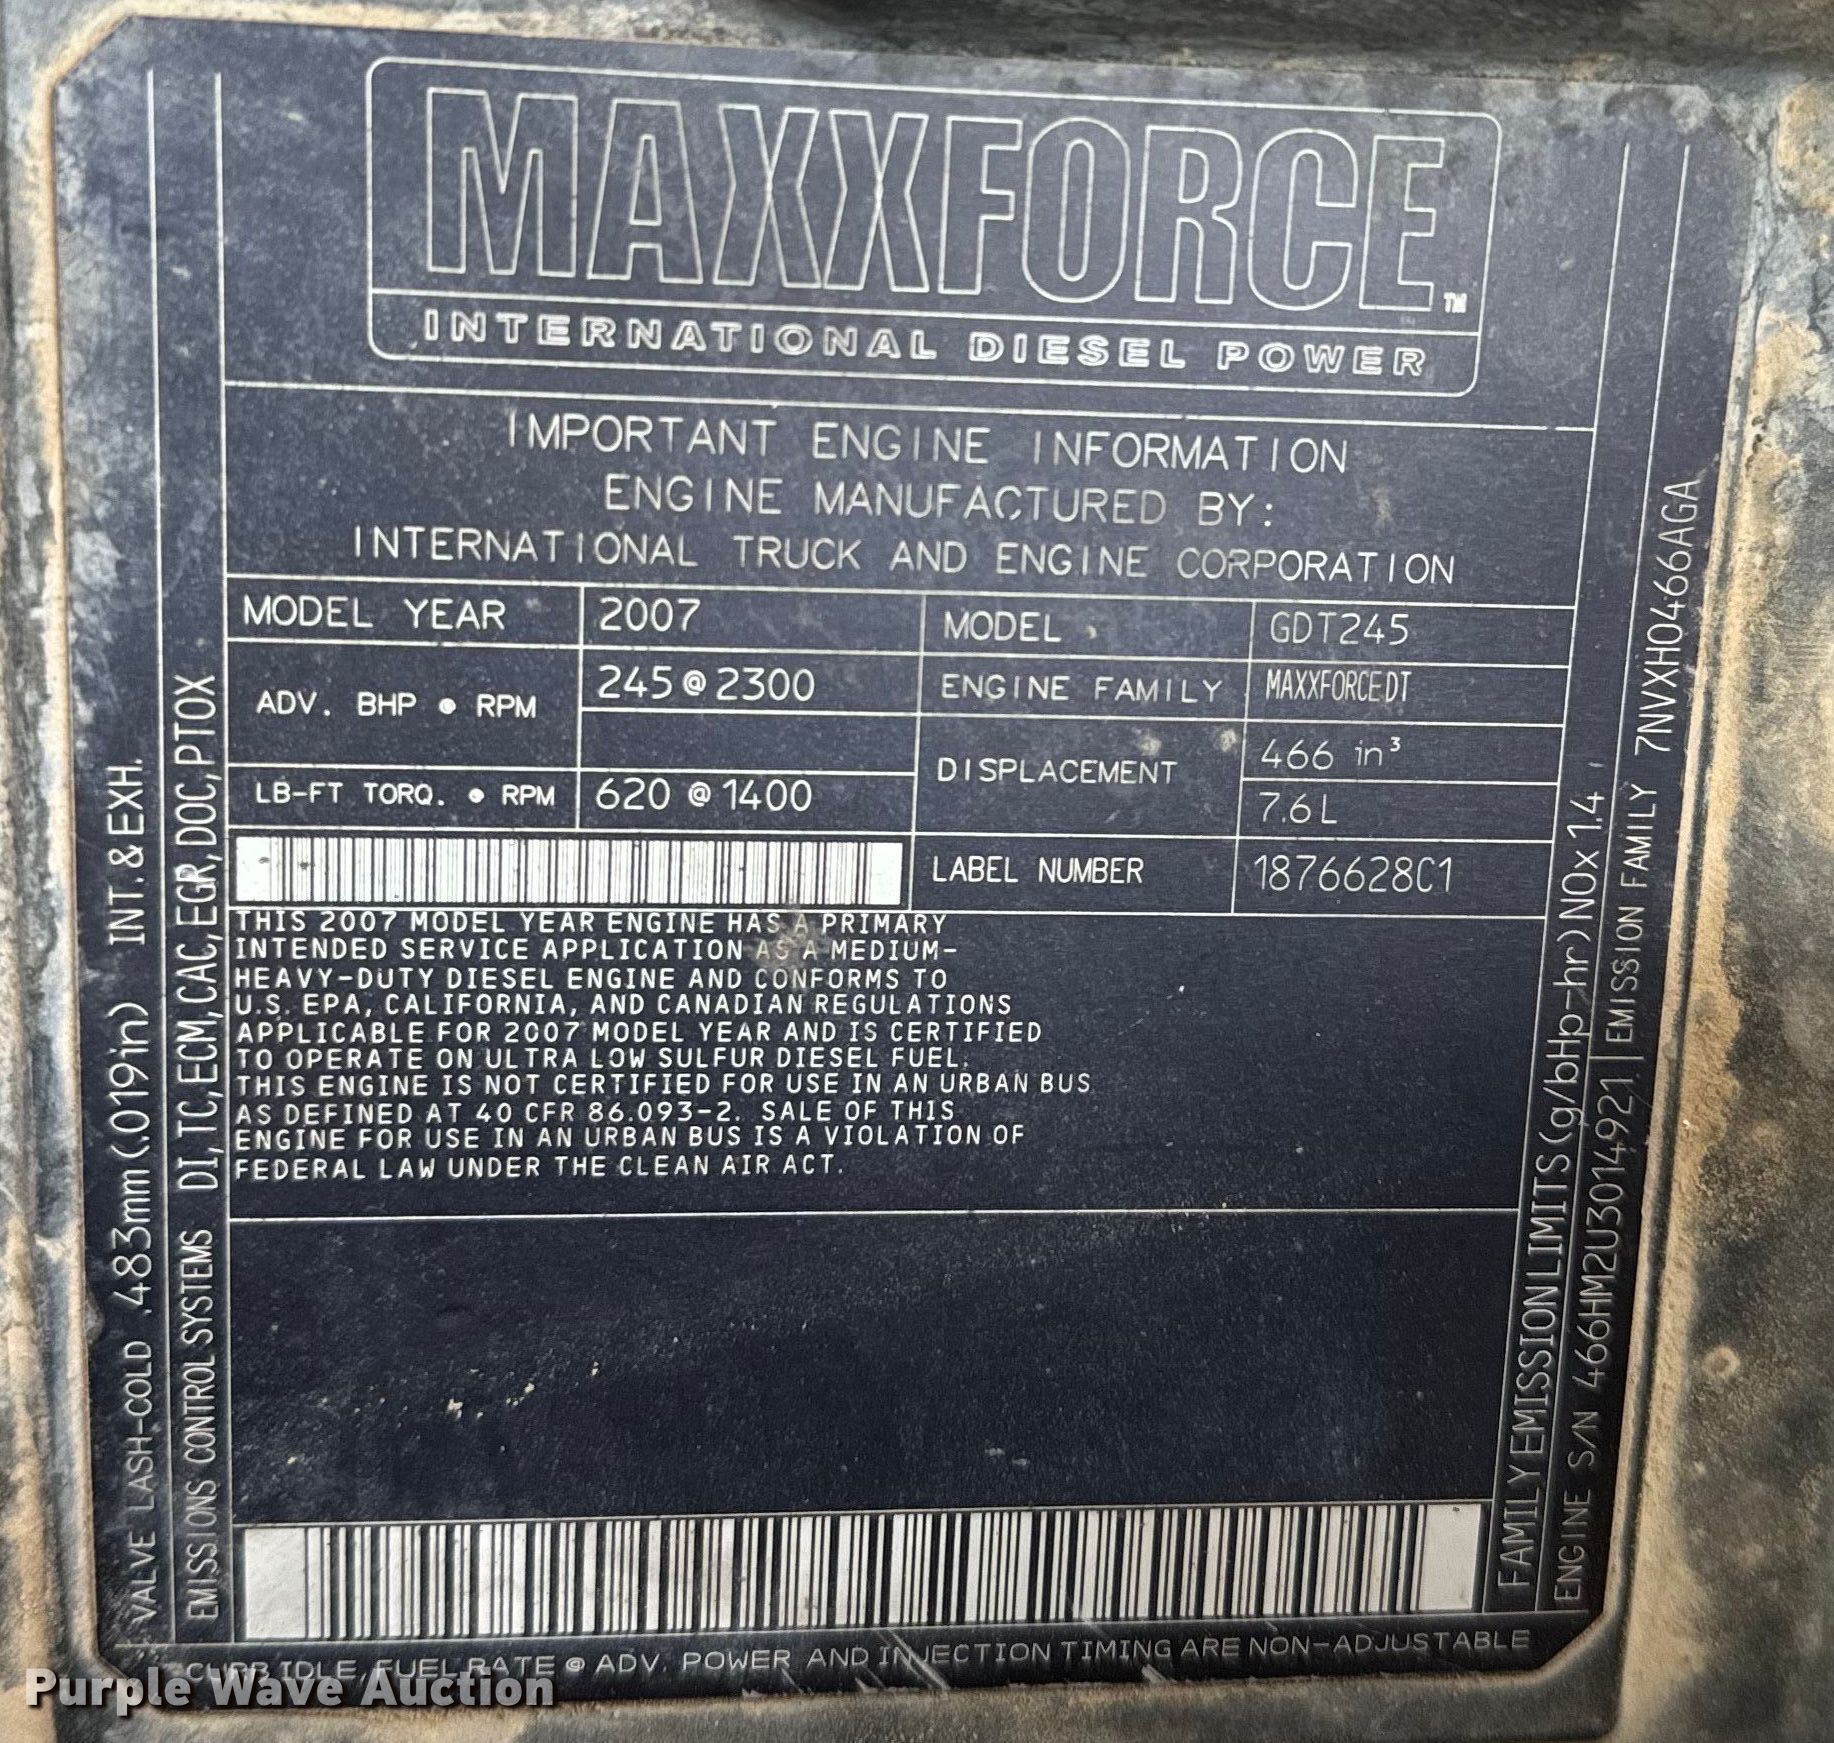 MAXXFORCE™
INTERNATIONAL DIESEL POWER
IMPORTANT ENGINE INFORMATION
ENGINE MANUFACTURED BY:
INTERNATIONAL TRUCK AND ENGINE CORPORATION
MODEL YEAR 2007 MODEL GDT245
ADV. BHP @ RPM 245@2300 ENGINE FAMILY MAXXFORCEDT
DISPLACEMENT 466 in³
7.6L
LB-FT TORQ. @ RPM 620@1400
LABEL NUMBER 1876628C1
THIS 2007 MODEL YEAR ENGINE HAS A PRIMARY
INTENDED SERVICE APPLICATION AS A MEDIUM-
HEAVY-DUTY DIESEL ENGINE AND CONFORMS TO
U.S. EPA, CALIFORNIA, AND CANADIAN REGULATIONS
APPLICABLE FOR 2007 MODEL YEAR AND IS CERTIFIED
TO OPERATE ON ULTRA LOW SULFUR DIESEL FUEL.
THIS ENGINE IS NOT CERTIFIED FOR USE IN AN URBAN BUS
AS DEFINED AT 40 CFR 86.093-2. SALE OF THIS
ENGINE FOR USE IN AN URBAN BUS IS A VIOLATION OF
FEDERAL LAW UNDER THE CLEAN AIR ACT.
VALVE LASH-COLD .483mm(.019in) INT.&EXH.
EMISSIONS CONTROL SYSTEMS DI,TC,ECM,CAC,EGR,DOC,PTOX
FAMILY EMISSION LIMITS (g/bHp-hr) NOx 1.4
ENGINE S/N 466HM2U3014921 EMISSION FAMILY 7NVXH0466AGA
CURB IDLE, FUEL RATE @ ADV. POWER AND INJECTION TIMING ARE NON-ADJUSTABLE
Purple Wave Auction